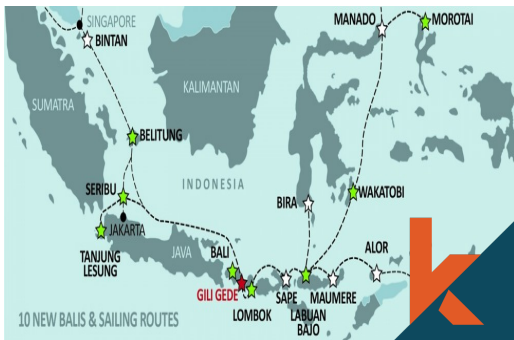 SINGAPORE
BINTAN
MANADO
MOROTAI
KALIMANTAN
SUMATRA
BELITUNG
INDONESIA
SERIBU
WAKATOBI
BIRA
JAKARTA
TANJUNG
LESUNG
JAVA
BALI
ALOR
GILI GEDE
LOMBOK
SAPE
LABUAN
BAJO
MAUMERE
10 NEW BALIS & SAILING ROUTES